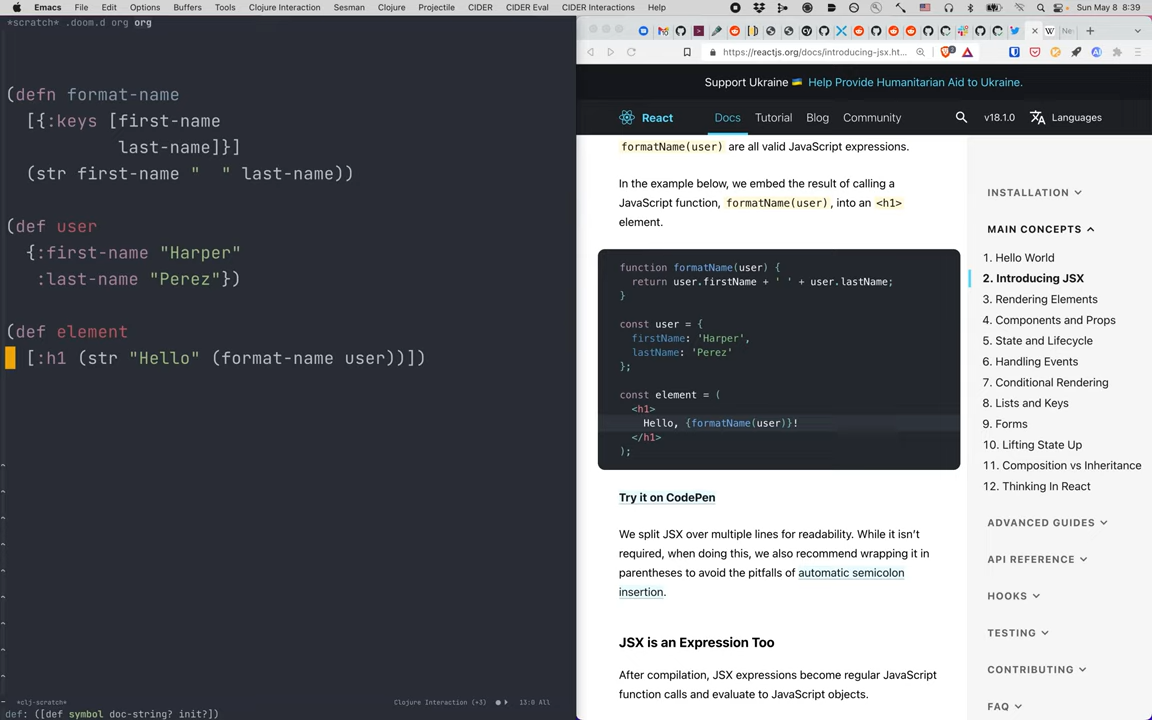 Emacs File Edit Options Buffers Tools Clojure Interaction Sesman Clojure Projectile CIDER CIDER Eval CIDER Interactions Help Sun May 8 8:39
*scratch* .doom.d org org
(defn format-name
[{:keys [first-name
last-name]}]
(str first-name "  " last-name))
(def user
{:first-name "Harper"
:last-name "Perez"})
(def element
[:h1 (str "Hello" (format-name user))])
*clj-scratch* Clojure Interaction (+3) 13:0 All
def: ([def symbol doc-string? init?])
https://reactjs.org/docs/introducing-jsx.ht...
Support Ukraine 🇺🇦 Help Provide Humanitarian Aid to Ukraine.
React Docs Tutorial Blog Community v18.1.0 Languages
formatName(user) are all valid JavaScript expressions.
In the example below, we embed the result of calling a
JavaScript function, formatName(user), into an <h1>
element.
function formatName(user) {
return user.firstName + ' ' + user.lastName;
}
const user = {
firstName: 'Harper',
lastName: 'Perez'
};
const element = (
<h1>
Hello, {formatName(user)}!
</h1>
);
Try it on CodePen
We split JSX over multiple lines for readability. While it isn't
required, when doing this, we also recommend wrapping it in
parentheses to avoid the pitfalls of automatic semicolon
insertion.
JSX is an Expression Too
After compilation, JSX expressions become regular JavaScript
function calls and evaluate to JavaScript objects.
INSTALLATION
MAIN CONCEPTS
1. Hello World
2. Introducing JSX
3. Rendering Elements
4. Components and Props
5. State and Lifecycle
6. Handling Events
7. Conditional Rendering
8. Lists and Keys
9. Forms
10. Lifting State Up
11. Composition vs Inheritance
12. Thinking In React
ADVANCED GUIDES
API REFERENCE
HOOKS
TESTING
CONTRIBUTING
FAQ